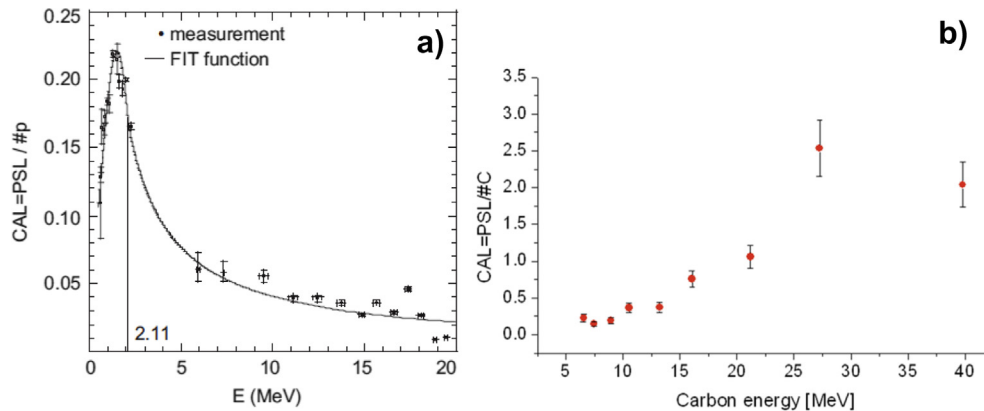 a)
measurement
FIT function
0.25
0.20
0.15
0.10
0.05
CAL=PSL / #p
2.11
0 5 10 15 20
E (MeV)
b)
3.5
3.0
2.5
2.0
1.5
1.0
0.5
0.0
CAL=PSL/#C
5 10 15 20 25 30 35 40
Carbon energy [MeV]